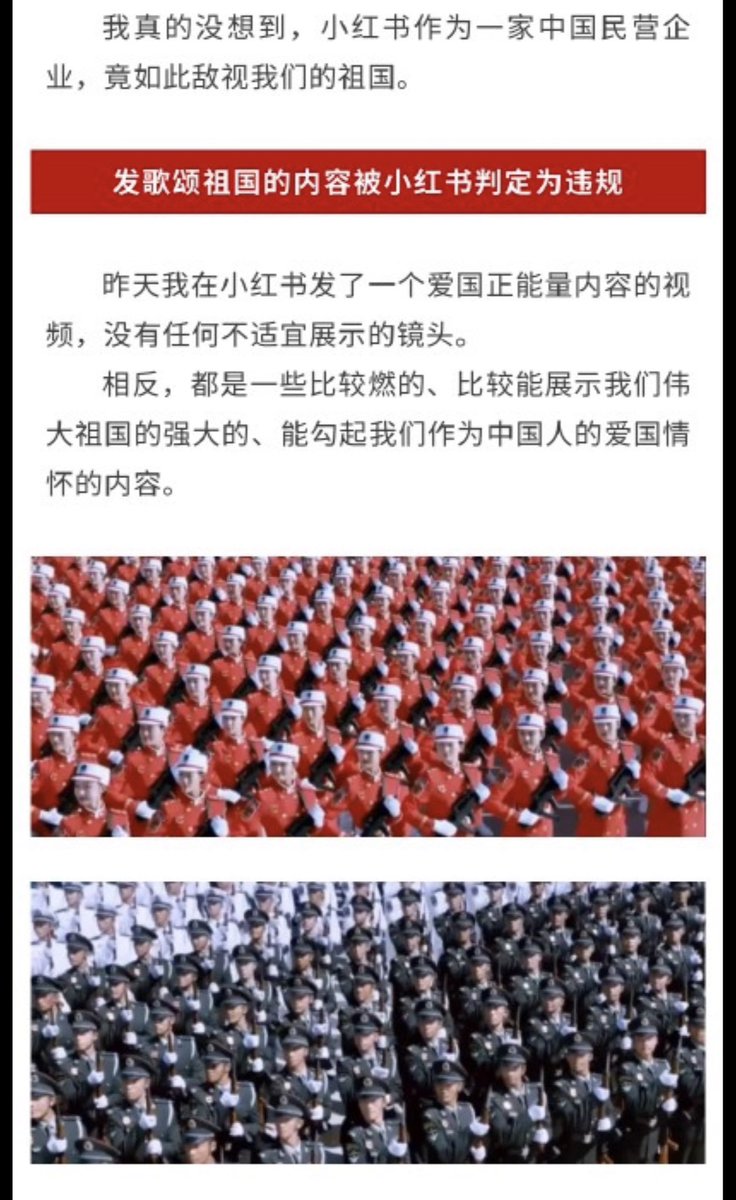 我真的没想到，小红书作为一家中国民营企
业，竟如此敌视我们的祖国。
发歌颂祖国的内容被小红书判定为违规
昨天我在小红书发了一个爱国正能量内容的视
频，没有任何不适宜展示的镜头。
相反，都是一些比较燃的、比较能展示我们伟
大祖国的强大的、能勾起我们作为中国人的爱国情
怀的内容。